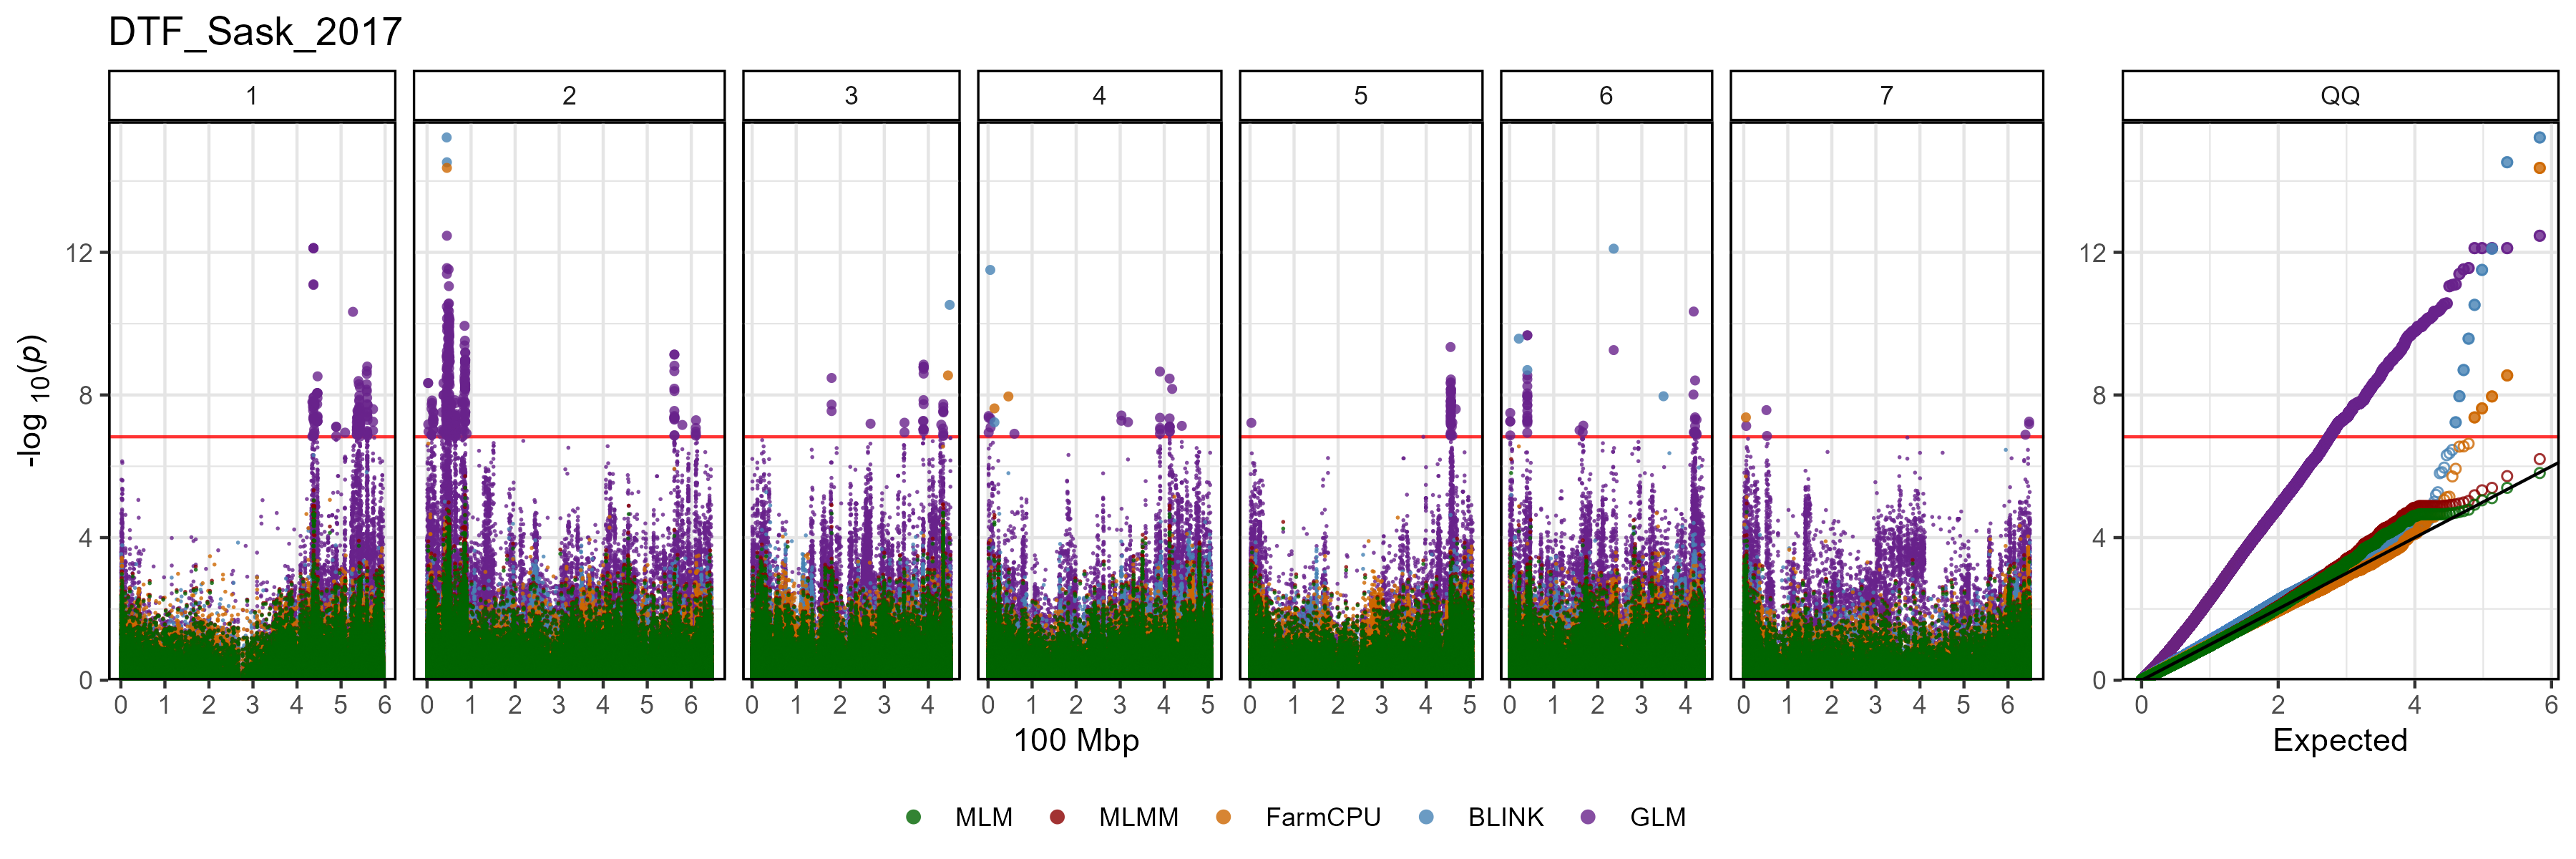 DTF_Sask_2017
1 2 3 4 5 6 7 QQ
12 12
8 8
4 4
0 0
0 1 2 3 4 5 6 0 1 2 3 4 5 6 0 1 2 3 4 0 1 2 3 4 5 0 1 2 3 4 5 0 1 2 3 4 0 1 2 3 4 5 6 0 2 4 6
-log 10(p)
100 Mbp Expected
MLM MLMM FarmCPU BLINK GLM